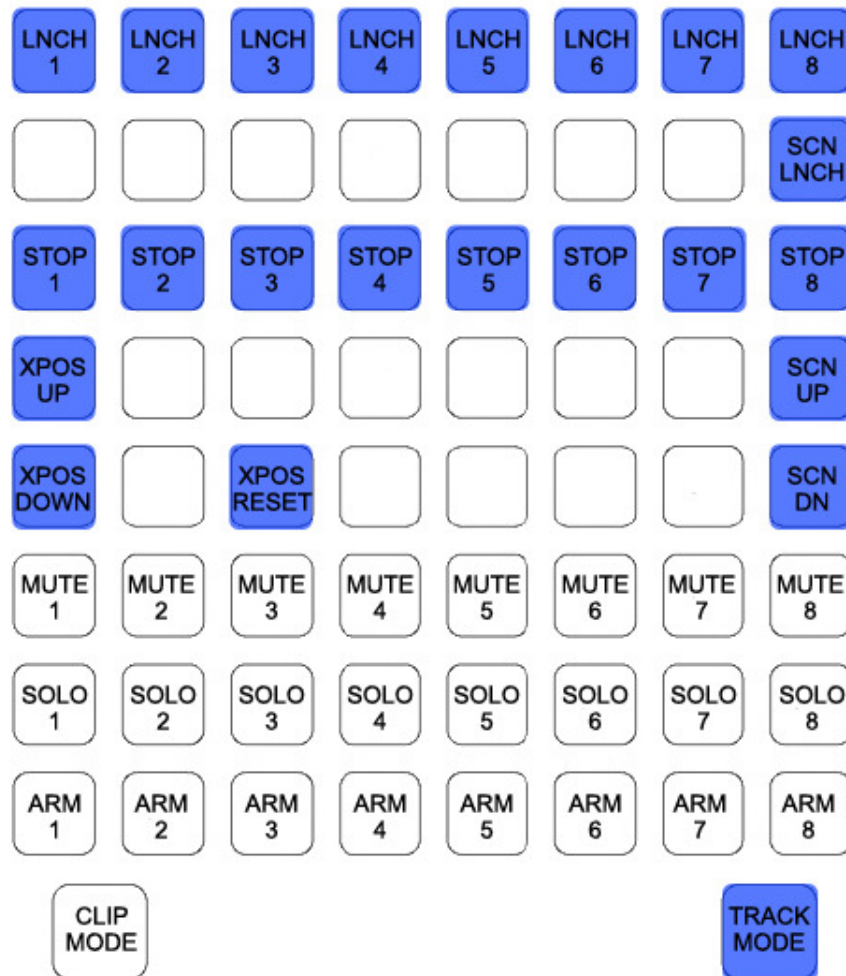 LNCH 1 LNCH 2 LNCH 3 LNCH 4 LNCH 5 LNCH 6 LNCH 7 LNCH 8
SCN LNCH
STOP 1 STOP 2 STOP 3 STOP 4 STOP 5 STOP 6 STOP 7 STOP 8
XPOS UP SCN UP
XPOS DOWN XPOS RESET SCN DN
MUTE 1 MUTE 2 MUTE 3 MUTE 4 MUTE 5 MUTE 6 MUTE 7 MUTE 8
SOLO 1 SOLO 2 SOLO 3 SOLO 4 SOLO 5 SOLO 6 SOLO 7 SOLO 8
ARM 1 ARM 2 ARM 3 ARM 4 ARM 5 ARM 6 ARM 7 ARM 8
CLIP MODE TRACK MODE